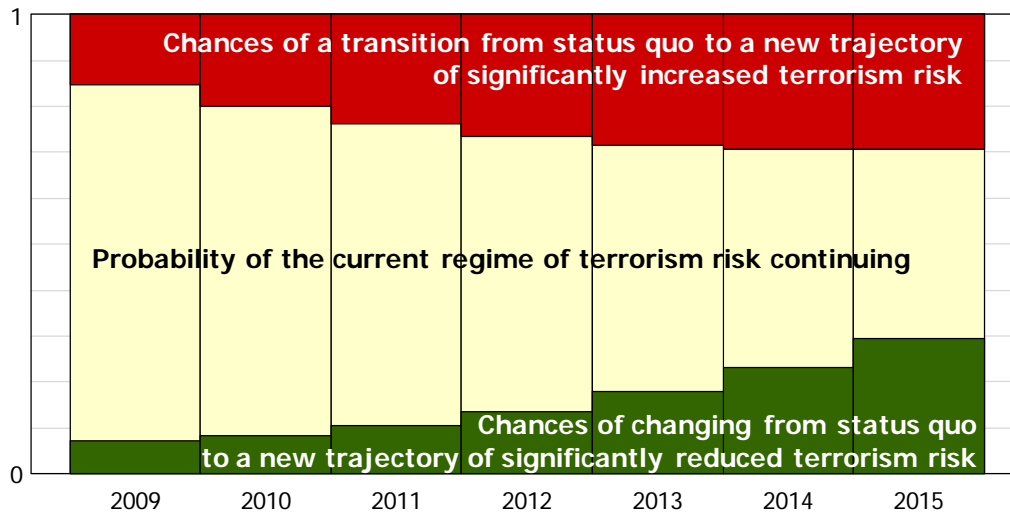 1
Chances of a transition from status quo to a new trajectory
of significantly increased terrorism risk
Probability of the current regime of terrorism risk continuing
Chances of changing from status quo
to a new trajectory of significantly reduced terrorism risk
0
2009 2010 2011 2012 2013 2014 2015